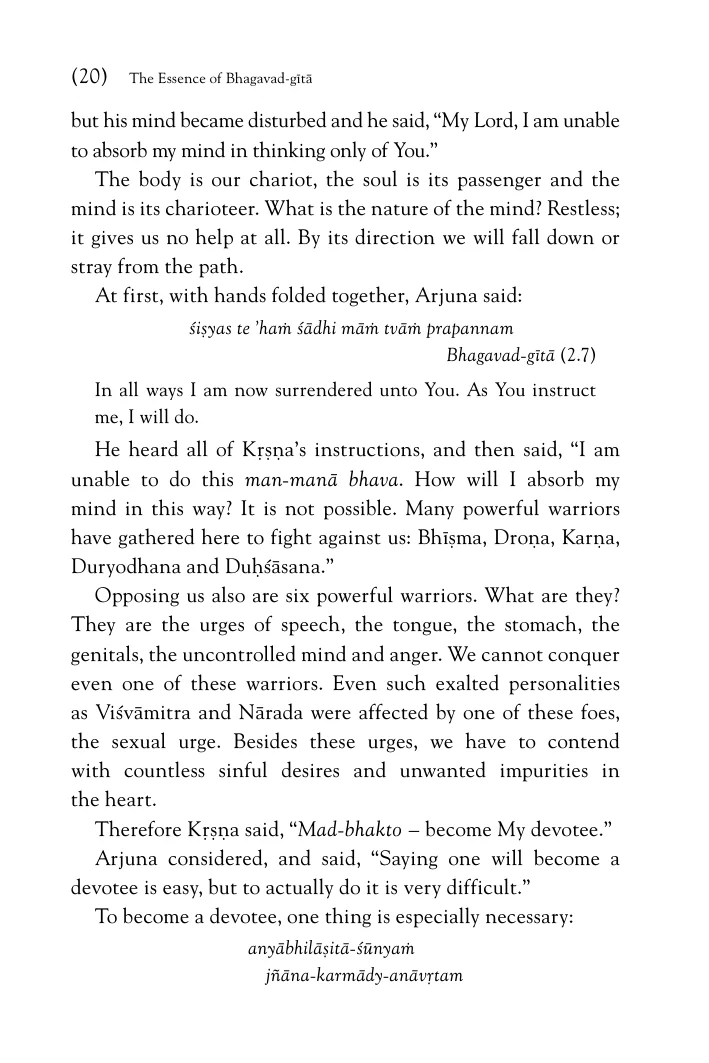 (20) The Essence of Bhagavad-gītā
but his mind became disturbed and he said, “My Lord, I am unable
to absorb my mind in thinking only of You.”
The body is our chariot, the soul is its passenger and the
mind is its charioteer. What is the nature of the mind? Restless;
it gives us no help at all. By its direction we will fall down or
stray from the path.
At first, with hands folded together, Arjuna said:
śiṣyas te ’haṁ śādhi māṁ tvāṁ prapannam
Bhagavad-gītā (2.7)
In all ways I am now surrendered unto You. As You instruct
me, I will do.
He heard all of Kṛṣṇa’s instructions, and then said, “I am
unable to do this man-manā bhava. How will I absorb my
mind in this way? It is not possible. Many powerful warriors
have gathered here to fight against us: Bhīṣma, Droṇa, Karṇa,
Duryodhana and Duḥśāsana.”
Opposing us also are six powerful warriors. What are they?
They are the urges of speech, the tongue, the stomach, the
genitals, the uncontrolled mind and anger. We cannot conquer
even one of these warriors. Even such exalted personalities
as Viśvāmitra and Nārada were affected by one of these foes,
the sexual urge. Besides these urges, we have to contend
with countless sinful desires and unwanted impurities in
the heart.
Therefore Kṛṣṇa said, “Mad-bhakto – become My devotee.”
Arjuna considered, and said, “Saying one will become a
devotee is easy, but to actually do it is very difficult.”
To become a devotee, one thing is especially necessary:
anyābhilāṣitā-śūnyaṁ
jñāna-karmādy-anāvṛtam